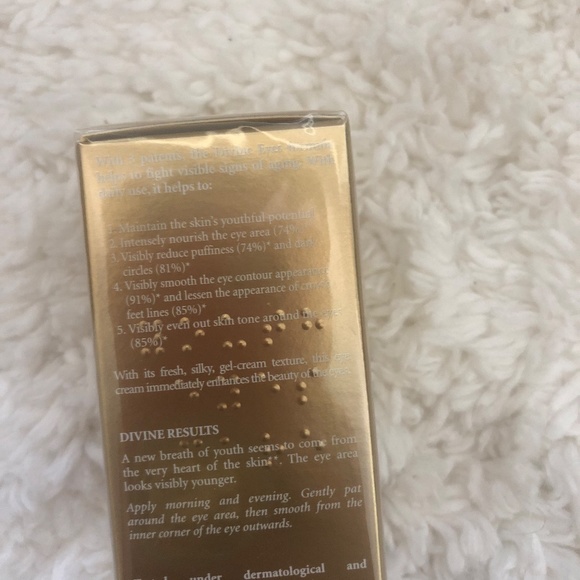 With 7 patents, the Divine Eyes formula
helps to fight visible signs of aging. With
daily use, it helps to:
1. Maintain the skin's youthful potential
2. Intensely nourish the eye area (74%)*
3. Visibly reduce puffiness (74%)* and dark
circles (81%)*
4. Visibly smooth the eye contour appearance
(91%)* and lessen the appearance of crow's
feet lines (85%)*
5. Visibly even out skin tone around the eyes
(85%)*
With its fresh, silky, gel-cream texture, this eye
cream immediately enhances the beauty of the eyes.
DIVINE RESULTS
A new breath of youth seems to come from
the very heart of the skin**. The eye area
looks visibly younger.
Apply morning and evening. Gently pat
around the eye area, then smooth from the
inner corner of the eye outwards.
under dermatological and